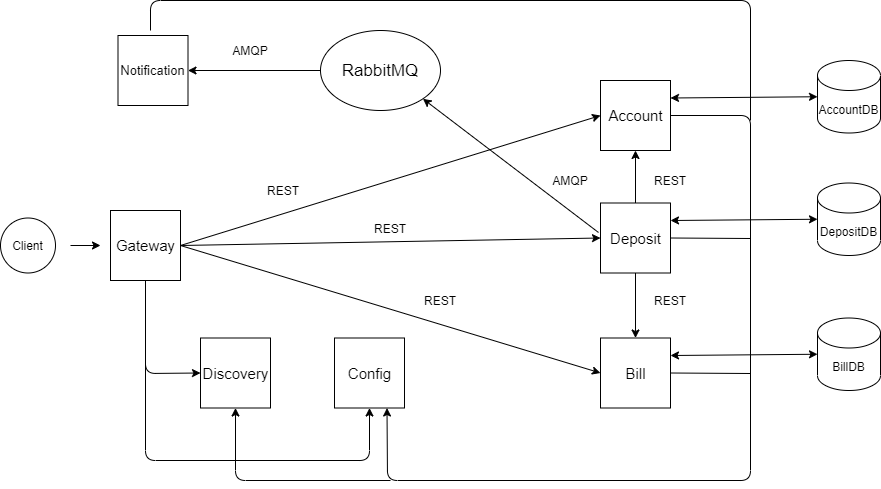 AMQP
Notification
RabbitMQ
AccountDB
Account
REST
AMQP
REST
REST
DepositDB
Client
Gateway
Deposit
REST
REST
BillDB
Discovery
Config
Bill